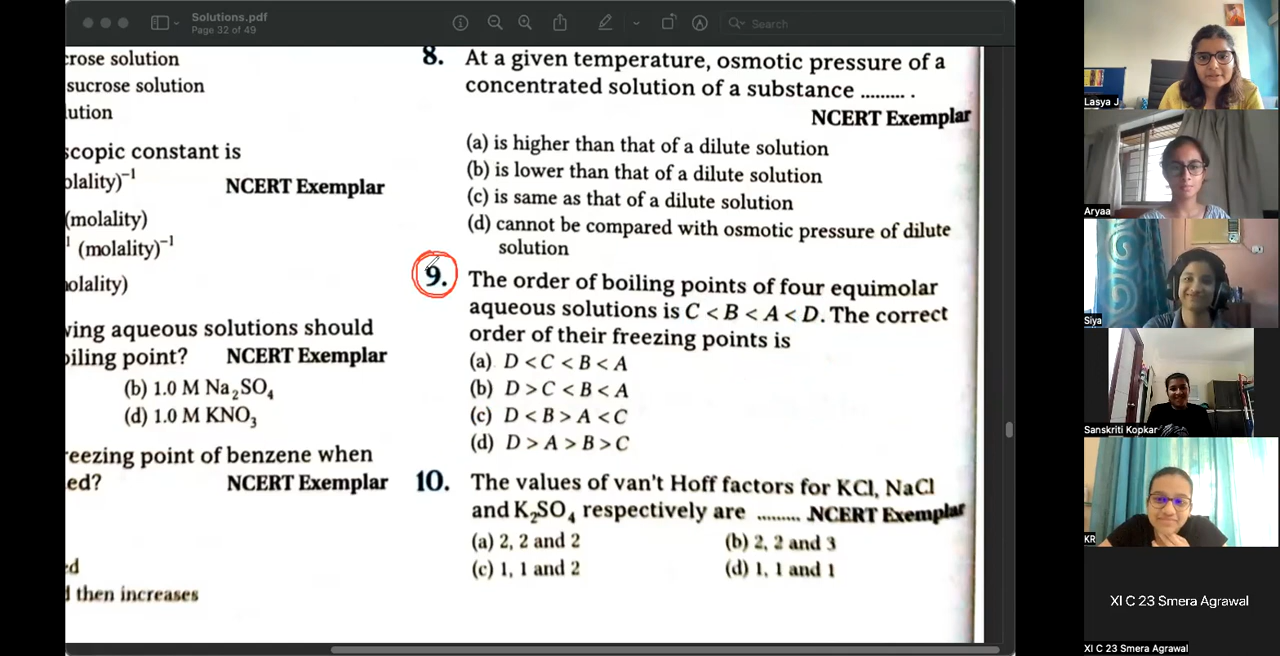 Solutions.pdf
Page 32 of 49
Search
crose solution
sucrose solution
lution
scopic constant is
olality)⁻¹ NCERT Exemplar
(molality)
¹ (molality)⁻¹
olality)
ving aqueous solutions should
oiling point? NCERT Exemplar
(b) 1.0 M Na₂SO₄
(d) 1.0 M KNO₃
reezing point of benzene when
ed? NCERT Exemplar
ed
d then increases
8. At a given temperature, osmotic pressure of a
concentrated solution of a substance ......... .
NCERT Exemplar
(a) is higher than that of a dilute solution
(b) is lower than that of a dilute solution
(c) is same as that of a dilute solution
(d) cannot be compared with osmotic pressure of dilute
solution
9. The order of boiling points of four equimolar
aqueous solutions is C < B < A < D. The correct
order of their freezing points is
(a) D < C < B < A
(b) D > C < B < A
(c) D < B > A < C
(d) D > A > B > C
10. The values of van't Hoff factors for KCl, NaCl
and K₂SO₄ respectively are ......... NCERT Exemplar
(a) 2, 2 and 2 (b) 2, 2 and 3
(c) 1, 1 and 2 (d) 1, 1 and 1
Lasya J
Aryaa
Siya
Sanskriti Kopkar
KR
XI C 23 Smera Agrawal
XI C 23 Smera Agrawal